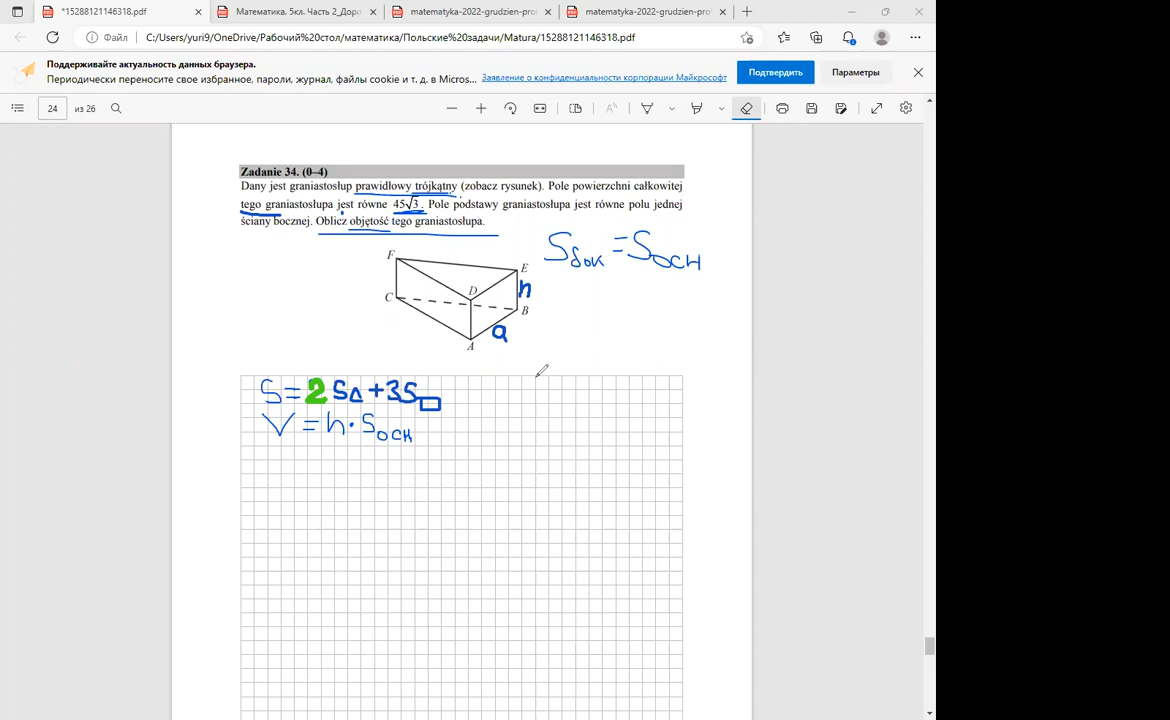 *15288121146318.pdf
Математика. 5кл. Часть 2_Доро
matematyka-2022-grudzien-pro
matematyka-2022-grudzien-pro
Файл
C:/Users/yuri9/OneDrive/Рабочий%20стол/математика/Польские%20задачи/Matura/15288121146318.pdf
Поддерживайте актуальность данных браузера.
Периодически переносите свое избранное, пароли, журнал, файлы cookie и т. д. в Micros...
Заявление о конфиденциальности корпорации Майкрософт
Подтвердить
Параметры
24 из 26
Zadanie 34. (0–4)
Dany jest graniastosłup prawidłowy trójkątny (zobacz rysunek). Pole powierzchni całkowitej
tego graniastosłupa jest równe 45√3. Pole podstawy graniastosłupa jest równe polu jednej
ściany bocznej. Oblicz objętość tego graniastosłupa.
Sбок = Sосн
F
E
D
h
C
B
a
A
S = 2 S∆ + 3S▭
V = h · Sосн